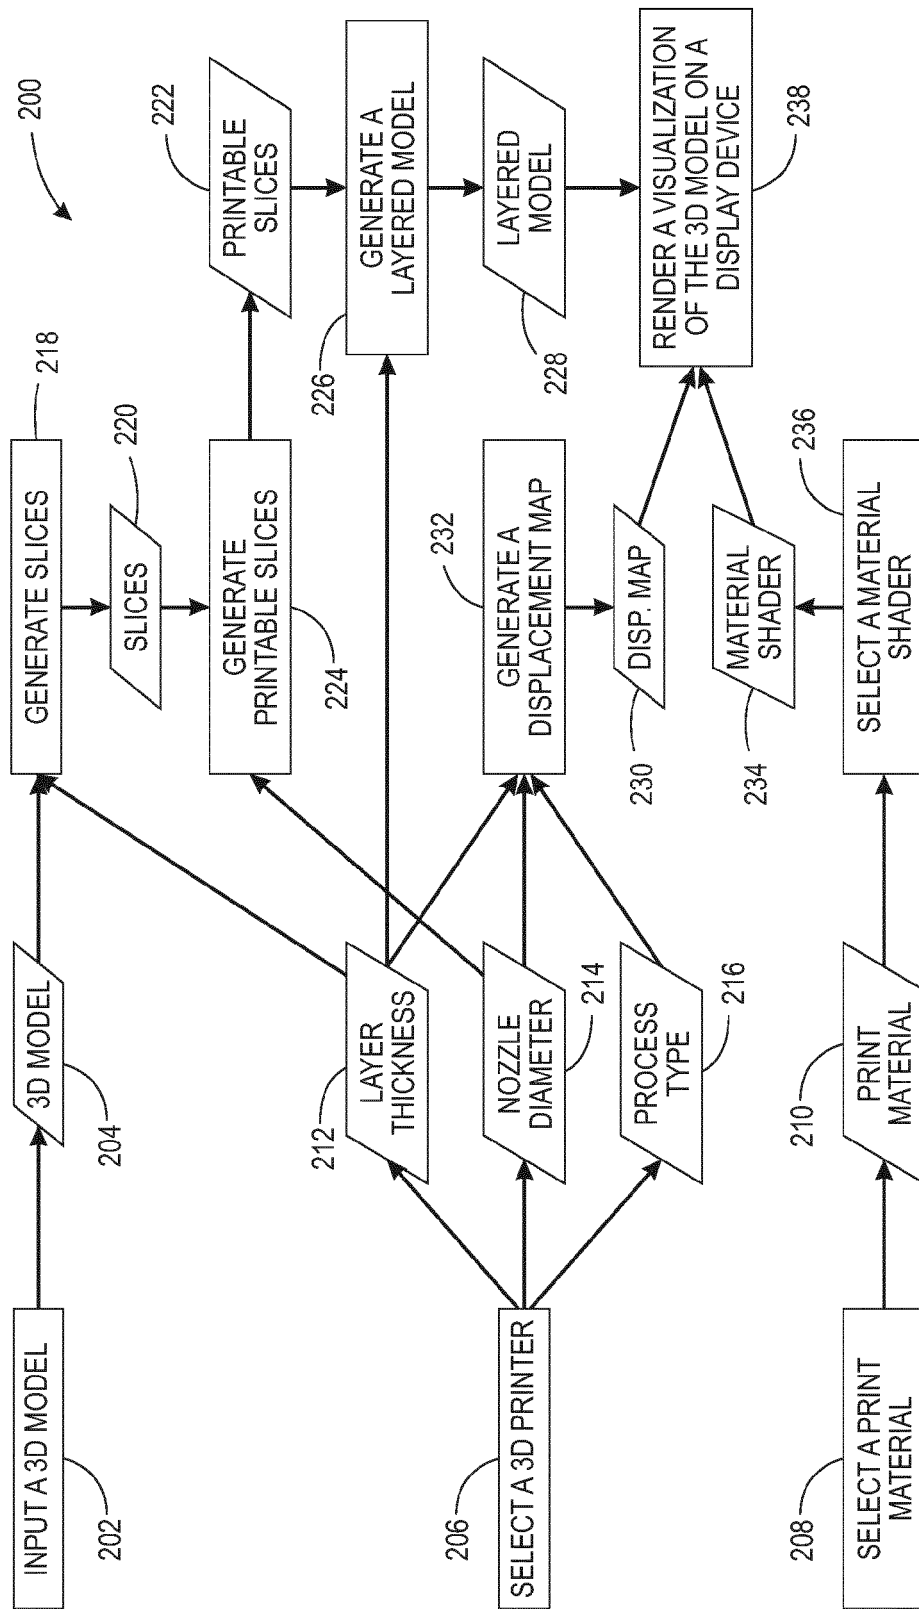 200
INPUT A 3D MODEL
202
3D MODEL
204
GENERATE SLICES
218
SLICES
220
GENERATE
PRINTABLE SLICES
224
PRINTABLE
SLICES
222
SELECT A 3D PRINTER
206
LAYER
THICKNESS
212
GENERATE A
LAYERED MODEL
226
NOZZLE
DIAMETER
214
GENERATE A
DISPLACEMENT MAP
232
LAYERED
MODEL
228
PROCESS
TYPE
216
DISP. MAP
230
RENDER A VISUALIZATION
OF THE 3D MODEL ON A
DISPLAY DEVICE
238
MATERIAL
SHADER
234
SELECT A PRINT
MATERIAL
208
PRINT
MATERIAL
210
SELECT A MATERIAL
SHADER
236